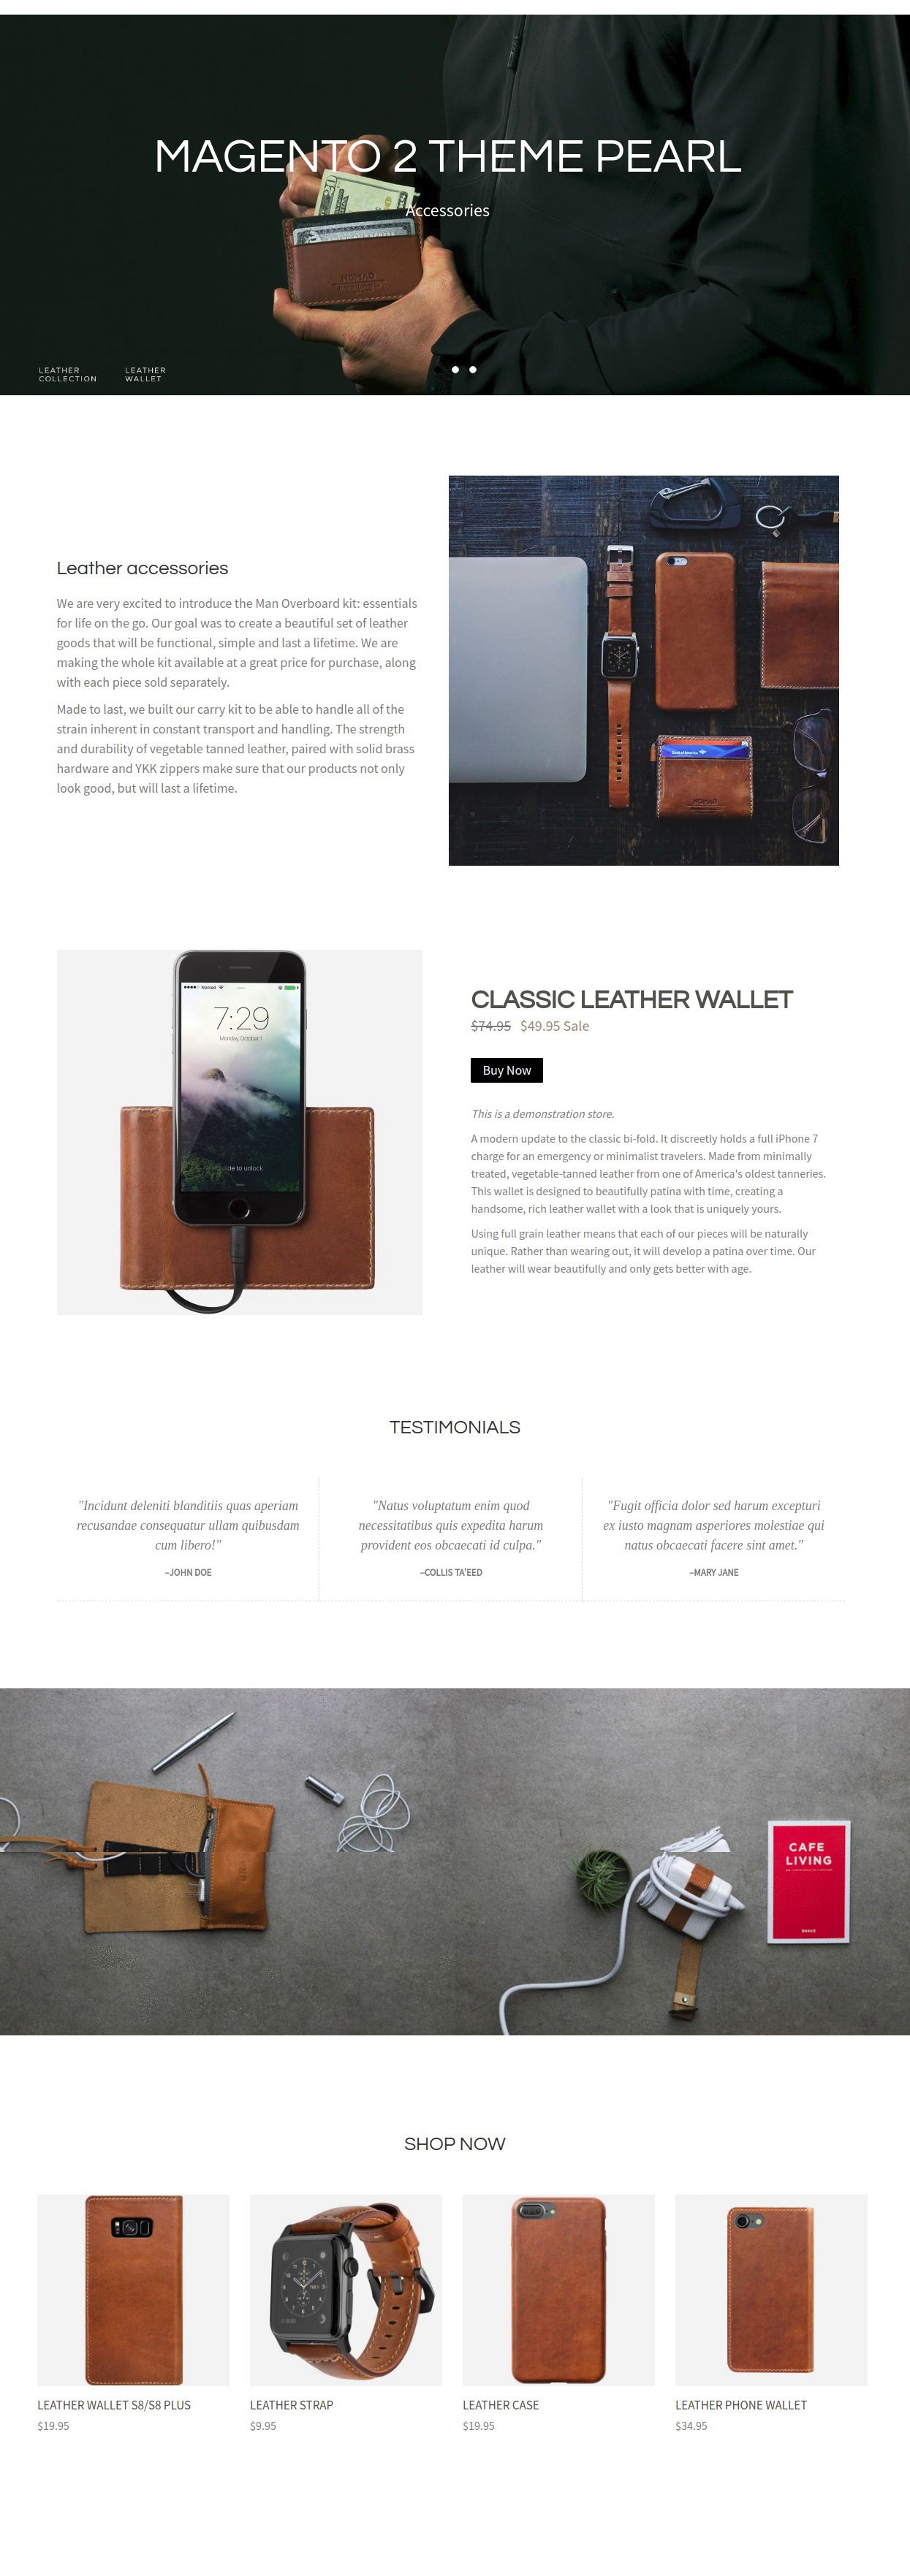 MAGENTO 2 THEME PEARL
Accessories
NOMAD
LEATHER
COLLECTION
LEATHER
WALLET
Leather accessories
We are very excited to introduce the Man Overboard kit: essentials
for life on the go. Our goal was to create a beautiful set of leather
goods that will be functional, simple and last a lifetime. We are
making the whole kit available at a great price for purchase, along
with each piece sold separately.
Made to last, we built our carry kit to be able to handle all of the
strain inherent in constant transport and handling. The strength
and durability of vegetable tanned leather, paired with solid brass
hardware and YKK zippers make sure that our products not only
look good, but will last a lifetime.
NOMAD
Nomad
7:29
Monday, October 1
de to unlock
CLASSIC LEATHER WALLET
$74.95 $49.95 Sale
Buy Now
This is a demonstration store.
A modern update to the classic bi-fold. It discreetly holds a full iPhone 7
charge for an emergency or minimalist travelers. Made from minimally
treated, vegetable-tanned leather from one of America's oldest tanneries.
This wallet is designed to beautifully patina with time, creating a
handsome, rich leather wallet with a look that is uniquely yours.
Using full grain leather means that each of our pieces will be naturally
unique. Rather than wearing out, it will develop a patina over time. Our
leather will wear beautifully and only gets better with age.
TESTIMONIALS
"Incidunt deleniti blanditiis quas aperiam
recusandae consequatur ullam quibusdam
cum libero!"
–JOHN DOE
"Natus voluptatum enim quod
necessitatibus quis expedita harum
provident eos obcaecati id culpa."
–COLLIS TA'EED
"Fugit officia dolor sed harum excepturi
ex iusto magnam asperiores molestiae qui
natus obcaecati facere sint amet."
–MARY JANE
CAFE
LIVING
SHOP NOW
LEATHER WALLET S8/S8 PLUS
$19.95
LEATHER STRAP
$9.95
LEATHER CASE
$19.95
LEATHER PHONE WALLET
$34.95